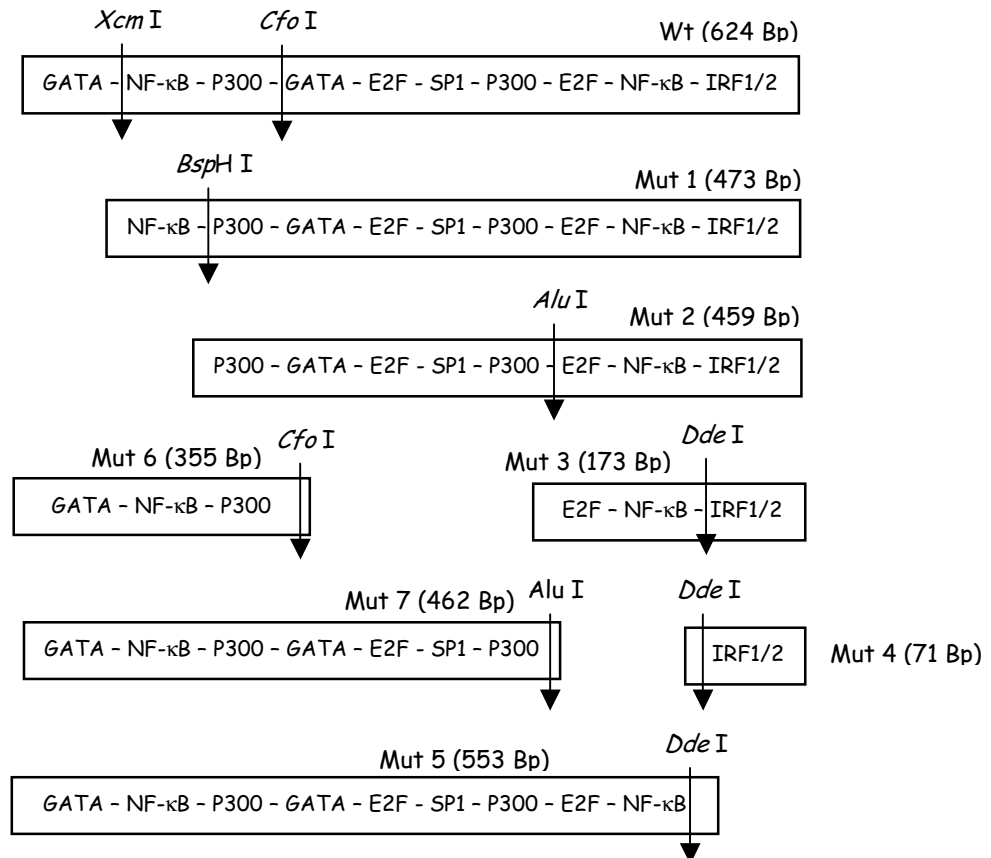 Xcm I Cfo I
Wt (624 Bp)
GATA – NF-κB – P300 – GATA – E2F - SP1 – P300 – E2F – NF-κB – IRF1/2
BspH I
Mut 1 (473 Bp)
NF-κB – P300 – GATA – E2F - SP1 – P300 – E2F – NF-κB – IRF1/2
Alu I
Mut 2 (459 Bp)
P300 – GATA – E2F - SP1 – P300 – E2F – NF-κB – IRF1/2
Cfo I Dde I
Mut 6 (355 Bp) Mut 3 (173 Bp)
GATA – NF-κB – P300 E2F – NF-κB – IRF1/2
Mut 7 (462 Bp) Alu I Dde I
GATA – NF-κB – P300 – GATA – E2F - SP1 – P300 IRF1/2 Mut 4 (71 Bp)
Dde I
Mut 5 (553 Bp)
GATA – NF-κB – P300 – GATA – E2F – SP1 – P300 – E2F – NF-κB